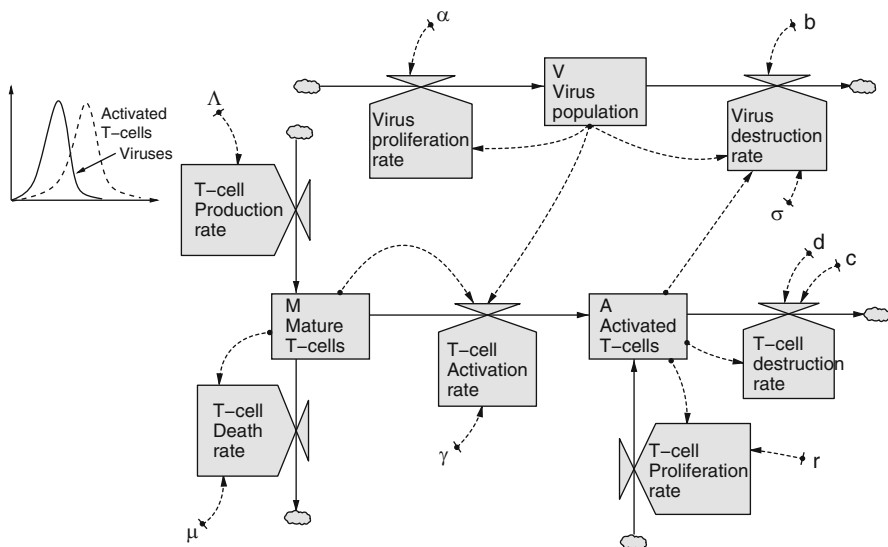 α
b
V
Virus
population
Activated
T-cells
Viruses
Λ
Virus
proliferation
rate
Virus
destruction
rate
T-cell
Production
rate
σ
d
c
M
Mature
T-cells
A
Activated
T-cells
T-cell
Activation
rate
T-cell
destruction
rate
T-cell
Death
rate
γ
T-cell
Proliferation
rate
r
μ